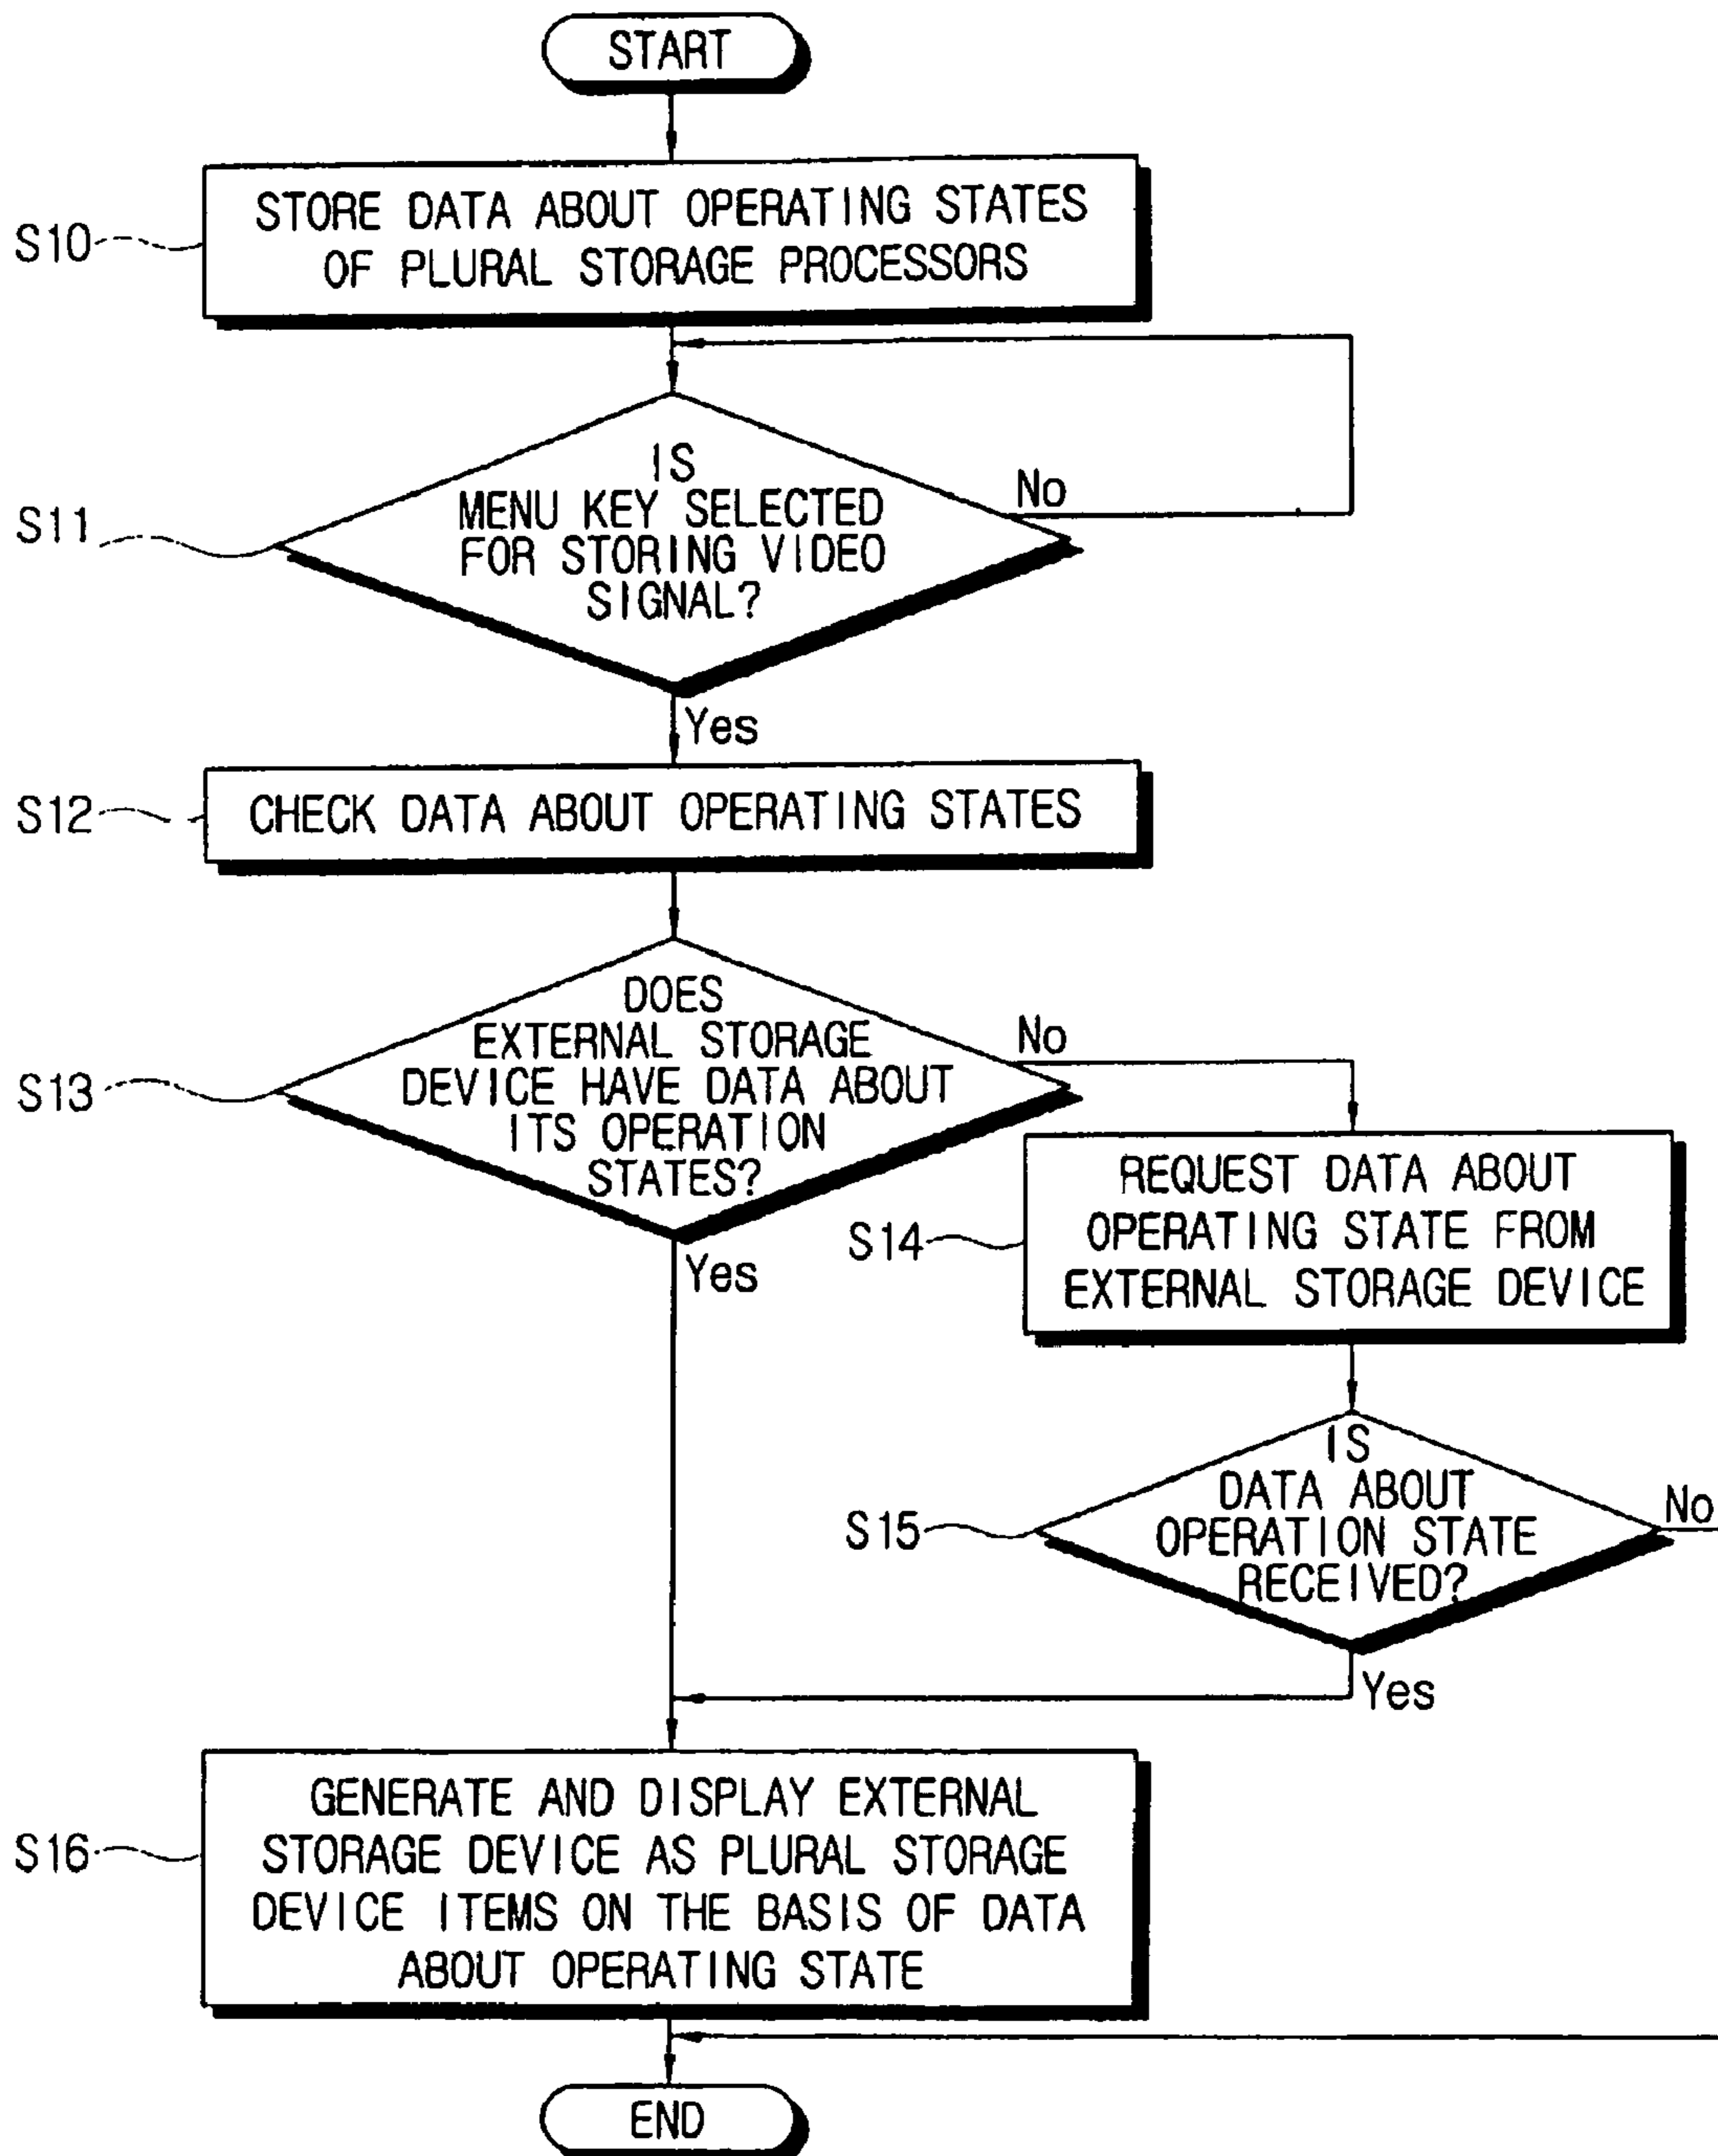 START
S10
STORE DATA ABOUT OPERATING STATES
OF PLURAL STORAGE PROCESSORS
S11
IS
MENU KEY SELECTED
FOR STORING VIDEO
SIGNAL?
No
Yes
S12
CHECK DATA ABOUT OPERATING STATES
S13
DOES
EXTERNAL STORAGE
DEVICE HAVE DATA ABOUT
ITS OPERATION
STATES?
No
Yes
S14
REQUEST DATA ABOUT
OPERATING STATE FROM
EXTERNAL STORAGE DEVICE
S15
IS
DATA ABOUT
OPERATION STATE
RECEIVED?
No
Yes
S16
GENERATE AND DISPLAY EXTERNAL
STORAGE DEVICE AS PLURAL STORAGE
DEVICE ITEMS ON THE BASIS OF DATA
ABOUT OPERATING STATE
END